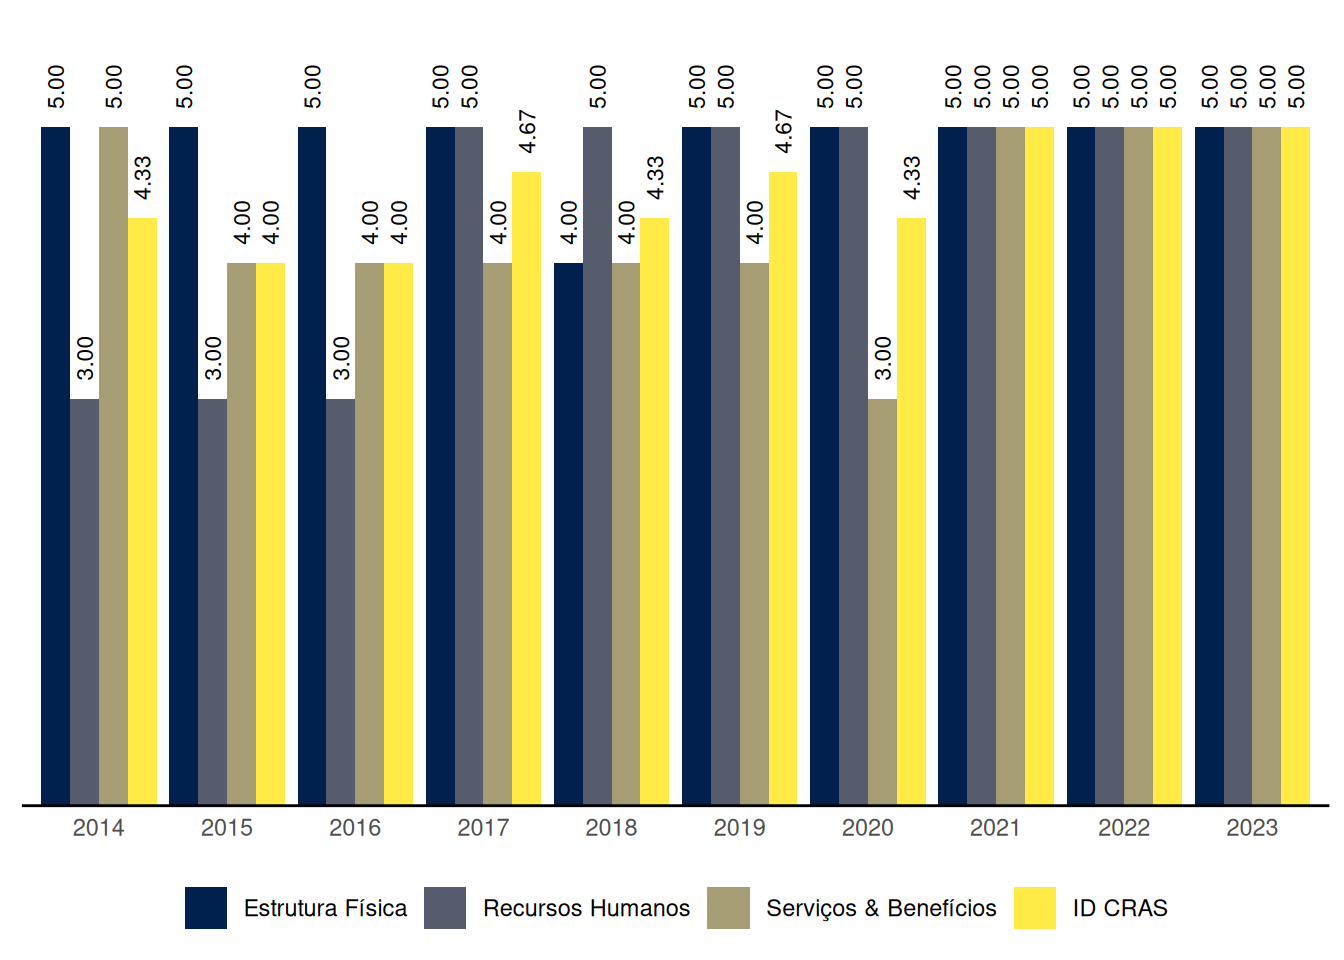 5.00 3.00 5.00 4.33 5.00 3.00 4.00 4.00 5.00 3.00 4.00 4.00 5.00 5.00 4.00 4.67 4.00 5.00 4.00 4.33 5.00 5.00 4.00 4.67 5.00 5.00 3.00 4.33 5.00 5.00 5.00 5.00 5.00 5.00 5.00 5.00 5.00 5.00 5.00 5.00
2014 2015 2016 2017 2018 2019 2020 2021 2022 2023
Estrutura Física Recursos Humanos Serviços & Benefícios ID CRAS